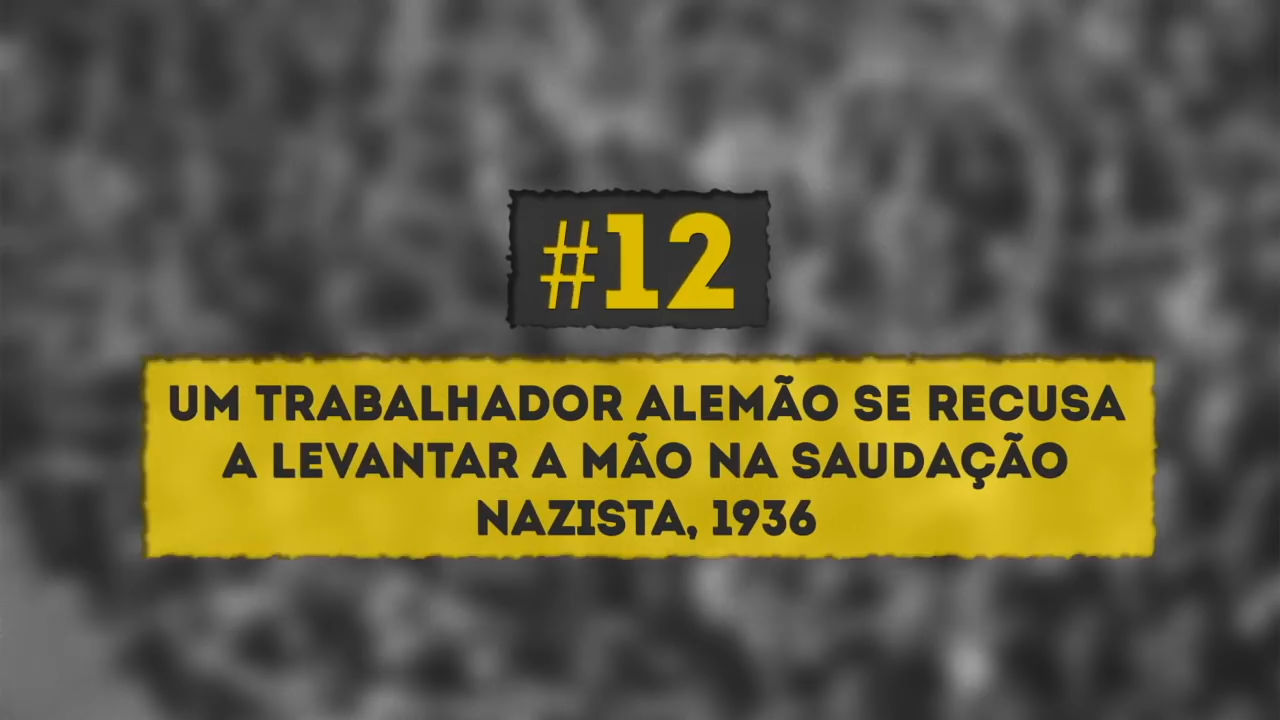 #12
UM TRABALHADOR ALEMÃO SE RECUSA
A LEVANTAR A MÃO NA SAUDAÇÃO
NAZISTA, 1936